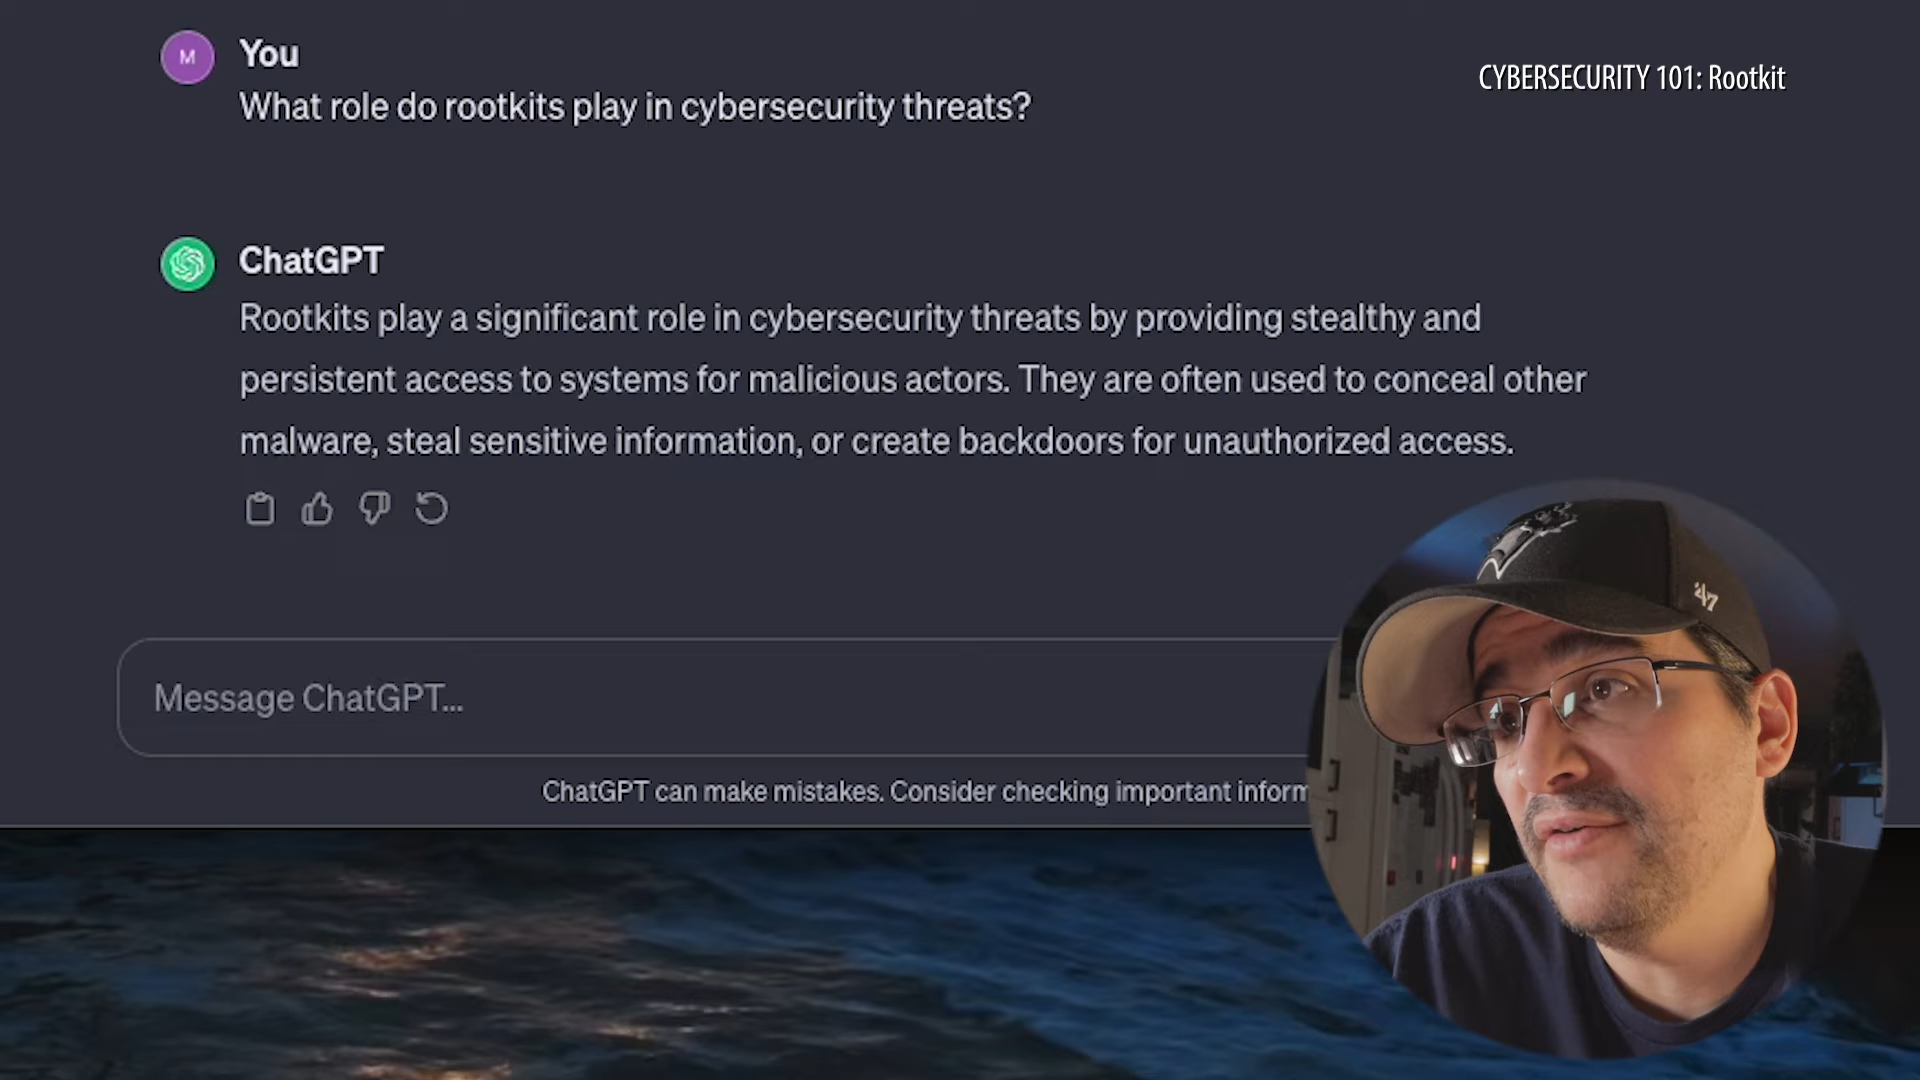 M
You
CYBERSECURITY 101: Rootkit
What role do rootkits play in cybersecurity threats?
ChatGPT
Rootkits play a significant role in cybersecurity threats by providing stealthy and
persistent access to systems for malicious actors. They are often used to conceal other
malware, steal sensitive information, or create backdoors for unauthorized access.
'47
Message ChatGPT...
ChatGPT can make mistakes. Consider checking important inform